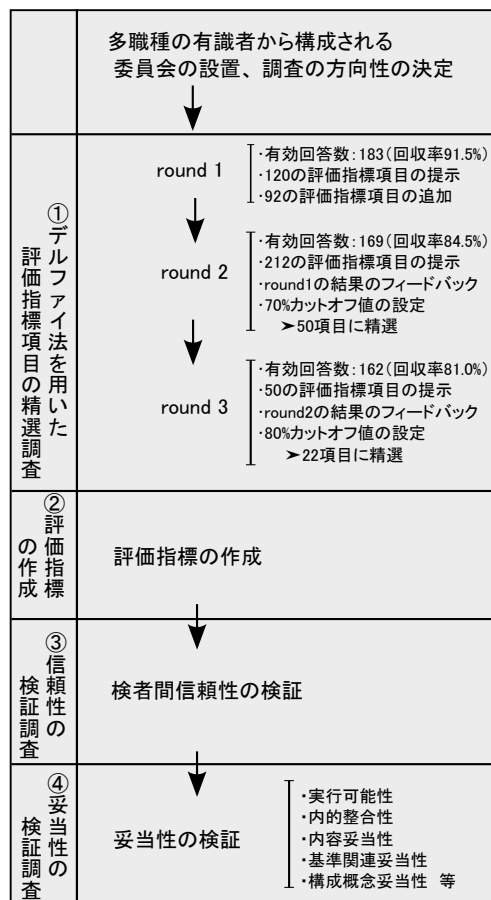 多職種の有識者から構成される
委員会の設置、調査の方向性の決定
①デルファイ法を用いた
評価指標項目の精選調査
round 1
・有効回答数：183（回収率91.5%）
・120の評価指標項目の提示
・92の評価指標項目の追加
round 2
・有効回答数：169（回収率84.5%）
・212の評価指標項目の提示
・round1の結果のフィードバック
・70%カットオフ値の設定
➤50項目に精選
round 3
・有効回答数：162（回収率81.0%）
・50の評価指標項目の提示
・round2の結果のフィードバック
・80%カットオフ値の設定
➤22項目に精選
②評価指標
の作成
評価指標の作成
③信頼性の
検証調査
検者間信頼性の検証
④妥当性の
検証調査
妥当性の検証
・実行可能性
・内的整合性
・内容妥当性
・基準関連妥当性
・構成概念妥当性 等